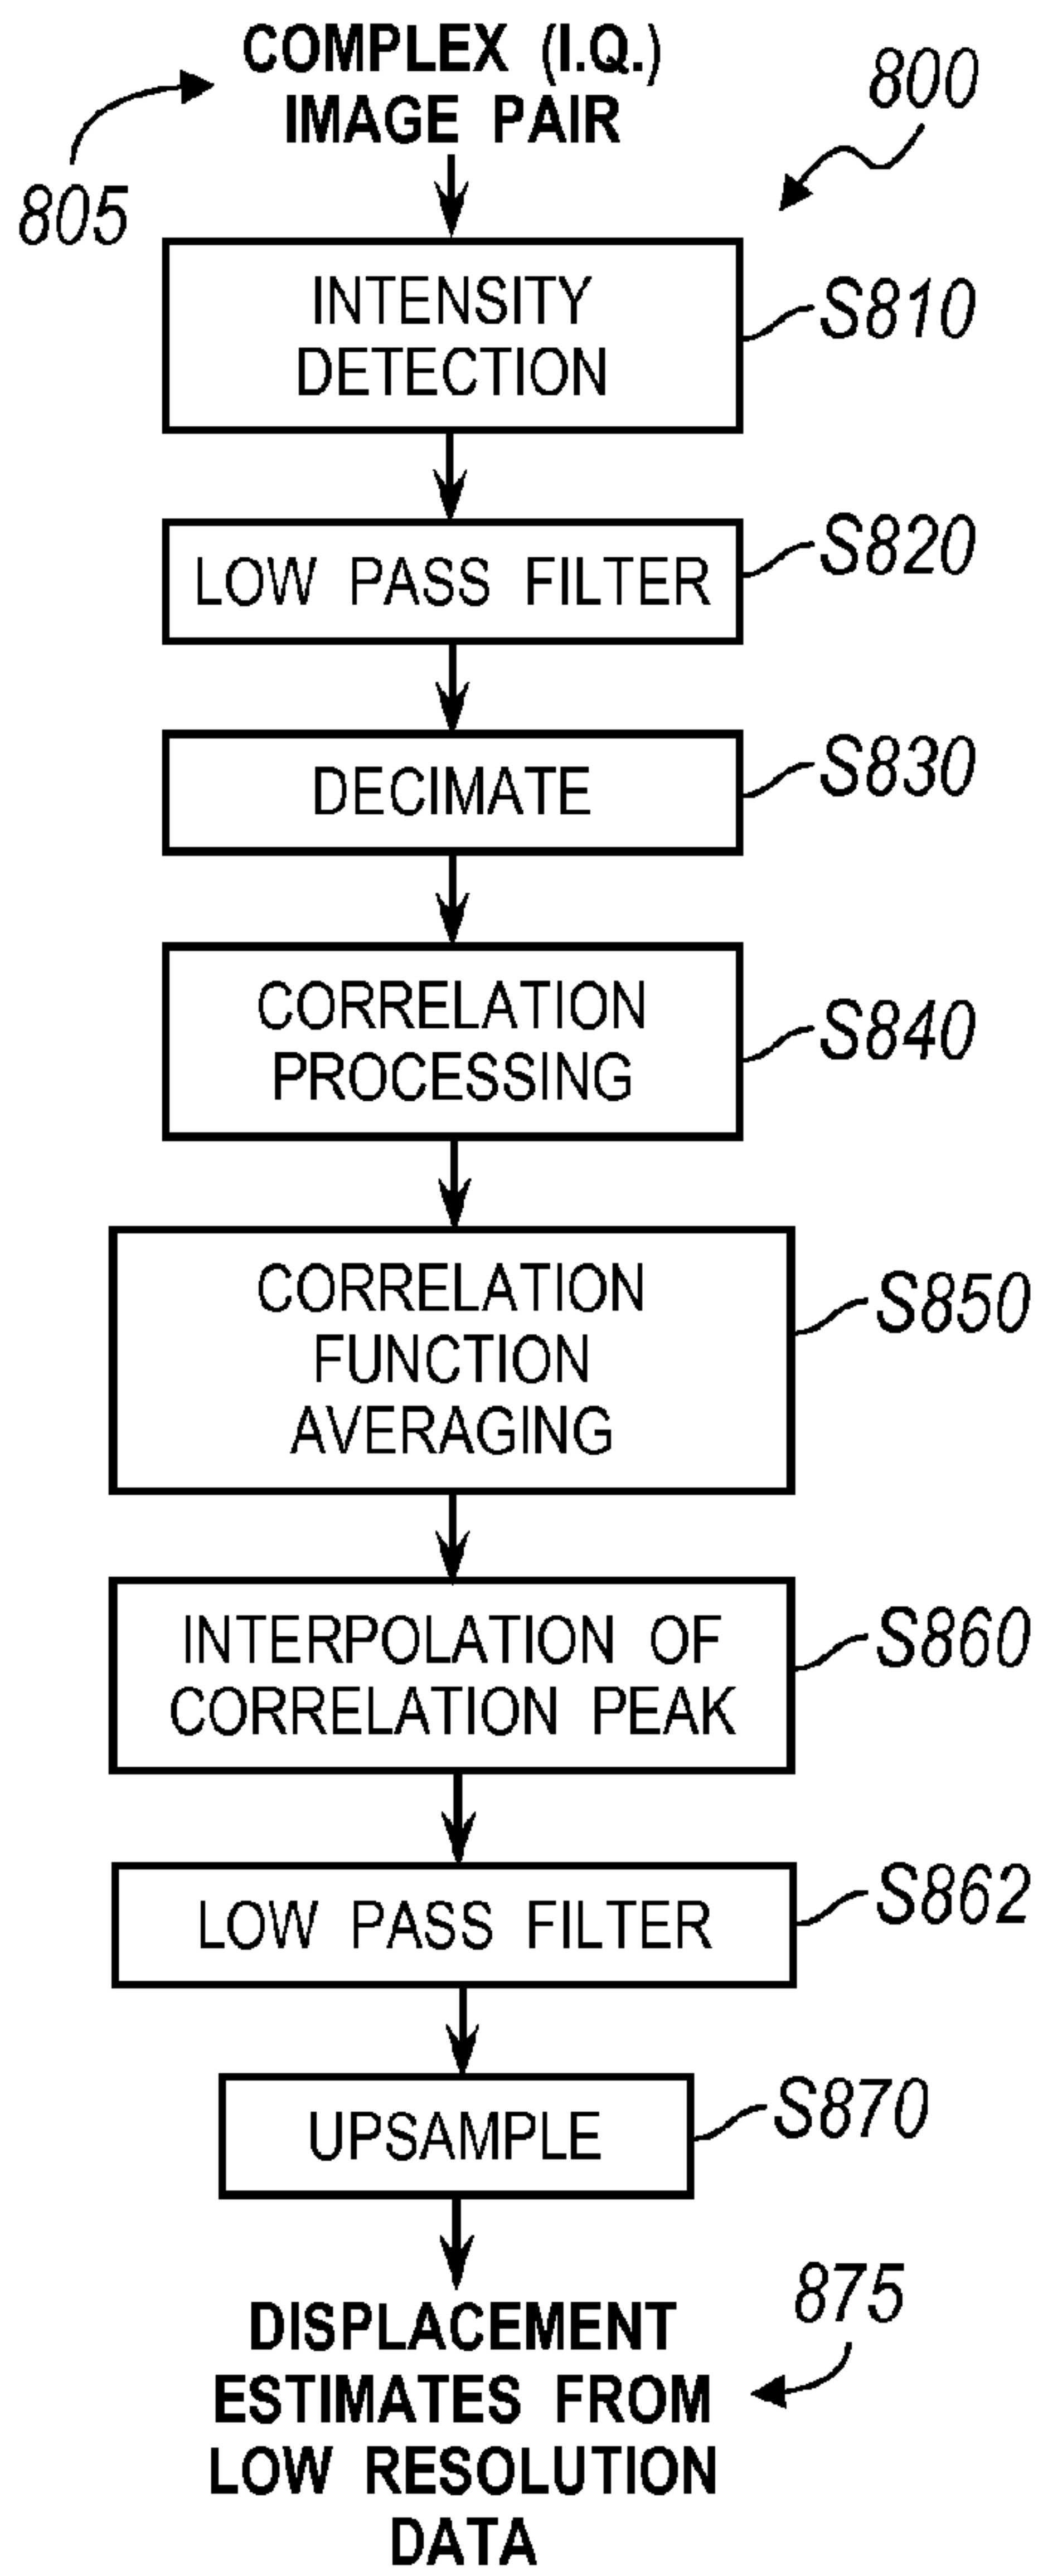 COMPLEX (I.Q.)
IMAGE PAIR
800
805
INTENSITY
DETECTION
S810
LOW PASS FILTER
S820
DECIMATE
S830
CORRELATION
PROCESSING
S840
CORRELATION
FUNCTION
AVERAGING
S850
INTERPOLATION OF
CORRELATION PEAK
S860
LOW PASS FILTER
S862
UPSAMPLE
S870
DISPLACEMENT
ESTIMATES FROM
LOW RESOLUTION
DATA
875